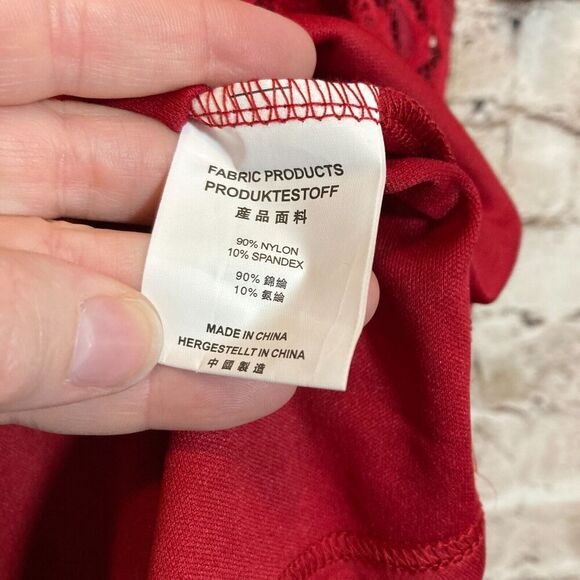 FABRIC PRODUCTS
PRODUKTESTOFF
産品面料
90% NYLON
10% SPANDEX
90% 錦綸
10% 氨綸
MADE IN CHINA
HERGESTELLT IN CHINA
中國製造